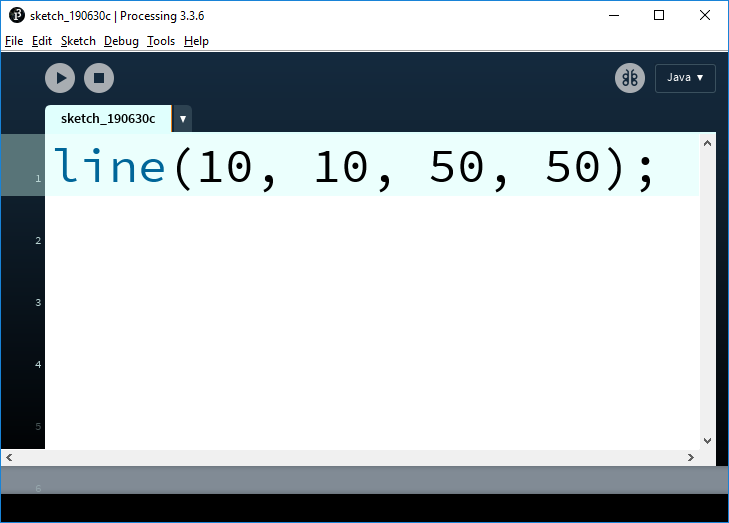 sketch_190630c | Processing 3.3.6
File Edit Sketch Debug Tools Help
Java ▼
sketch_190630c ▼
1 line(10, 10, 50, 50);
2
3
4
5
6